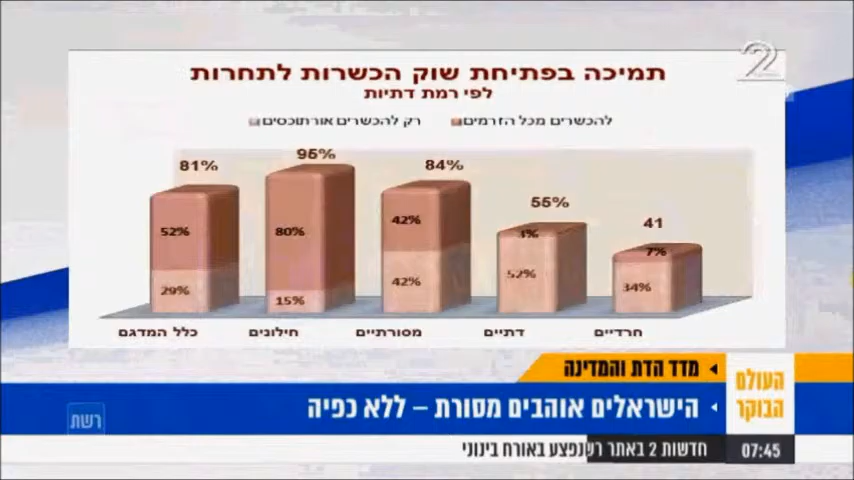 2
תמיכה בפתיחת שוק הכשרות לתחרות
לפי רמת דתיות
להכשרים מכל הזרמים
רק להכשרים אורתוכסים
81% 95% 84% 55% 41
52% 80% 42% 3% 7%
29% 15% 42% 52% 34%
כלל המדגם חילונים מסורתיים דתיים חרדיים
מדד הדת והמדינה
העולם הבוקר
הישראלים אוהבים מסורת – ללא כפיה
רשת
07:45
חדשות 2 באתר רשנפצע באורח בינוני